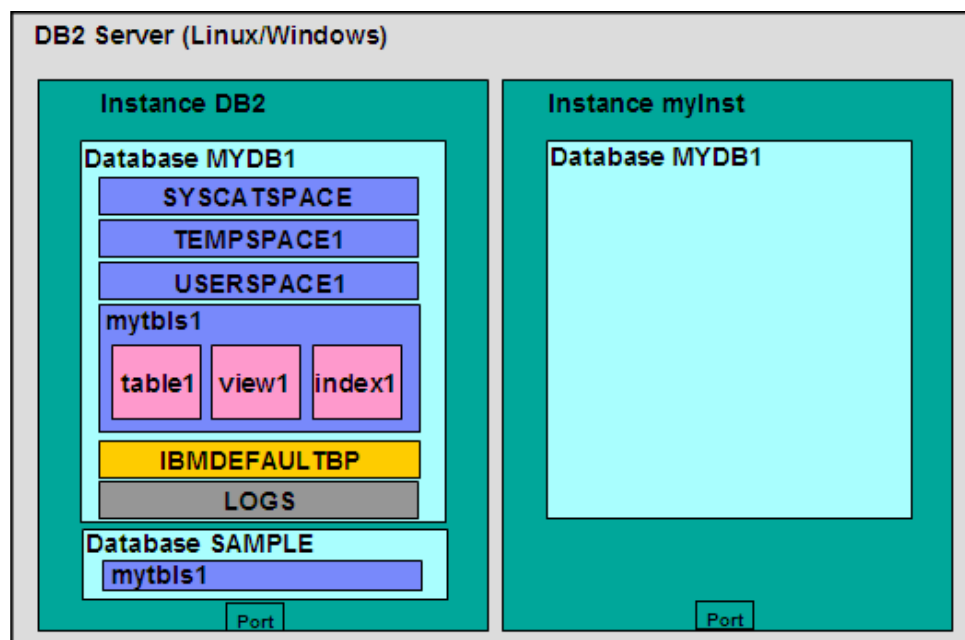 DB2 Server (Linux/Windows)
Instance DB2
Database MYDB1
SYSCATSPACE
TEMPSPACE1
USERSPACE1
mytbls1
table1 view1 index1
IBMDEFAULTBP
LOGS
Database SAMPLE
mytbls1
Port
Instance myInst
Database MYDB1
Port